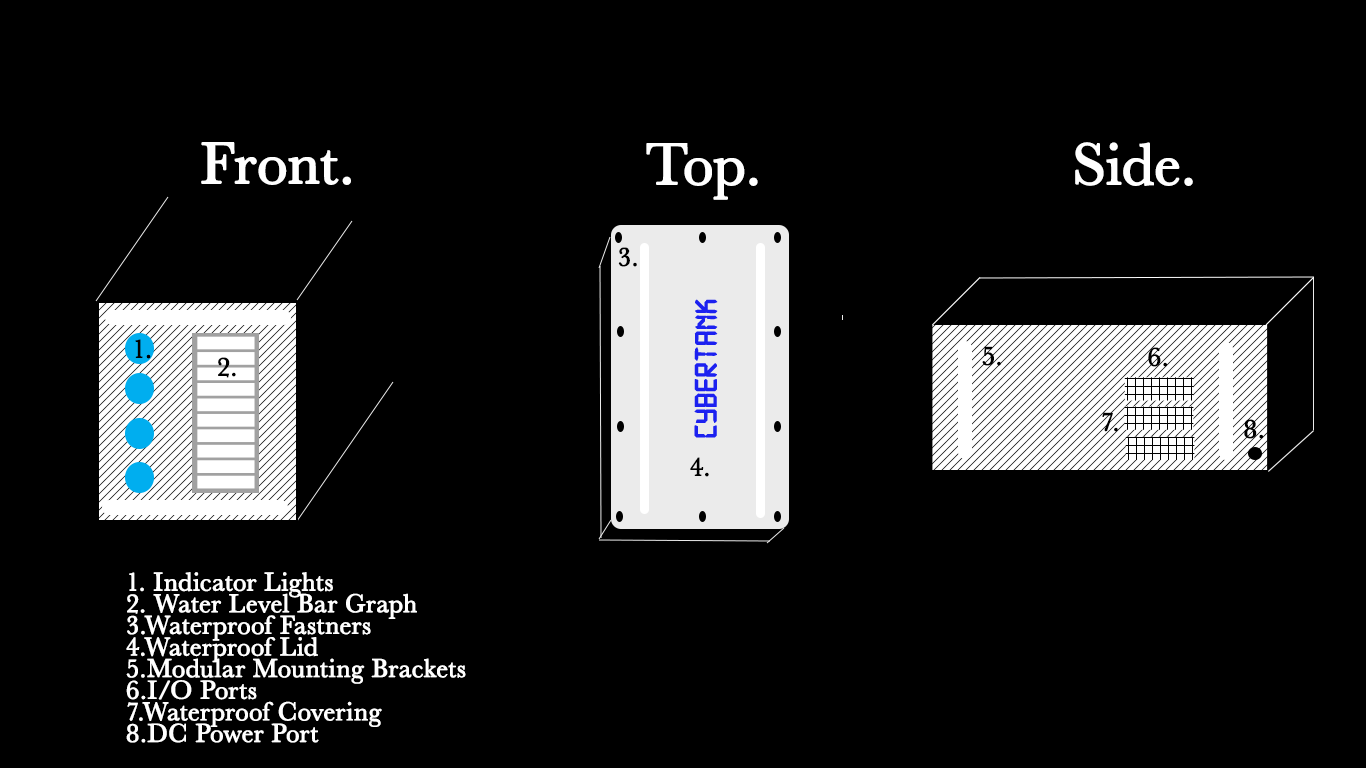 Front.
Top.
Side.
1.
2.
3.
CYBERTANK
4.
5.
6.
7.
8.
1. Indicator Lights
2. Water Level Bar Graph
3.Waterproof Fastners
4.Waterproof Lid
5.Modular Mounting Brackets
6.I/O Ports
7.Waterproof Covering
8.DC Power Port